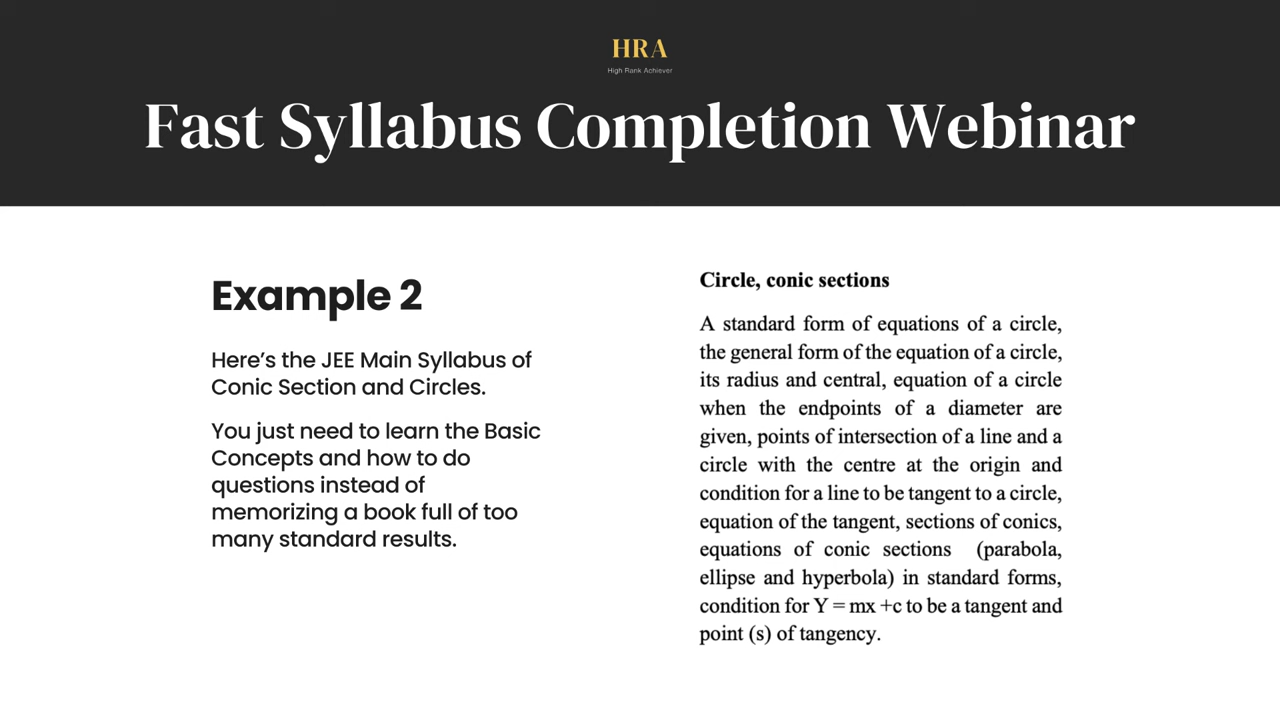 HRA
High Rank Achiever
Fast Syllabus Completion Webinar
Example 2
Here’s the JEE Main Syllabus of
Conic Section and Circles.
You just need to learn the Basic
Concepts and how to do
questions instead of
memorizing a book full of too
many standard results.
Circle, conic sections
A standard form of equations of a circle,
the general form of the equation of a circle,
its radius and central, equation of a circle
when the endpoints of a diameter are
given, points of intersection of a line and a
circle with the centre at the origin and
condition for a line to be tangent to a circle,
equation of the tangent, sections of conics,
equations of conic sections (parabola,
ellipse and hyperbola) in standard forms,
condition for Y = mx +c to be a tangent and
point (s) of tangency.